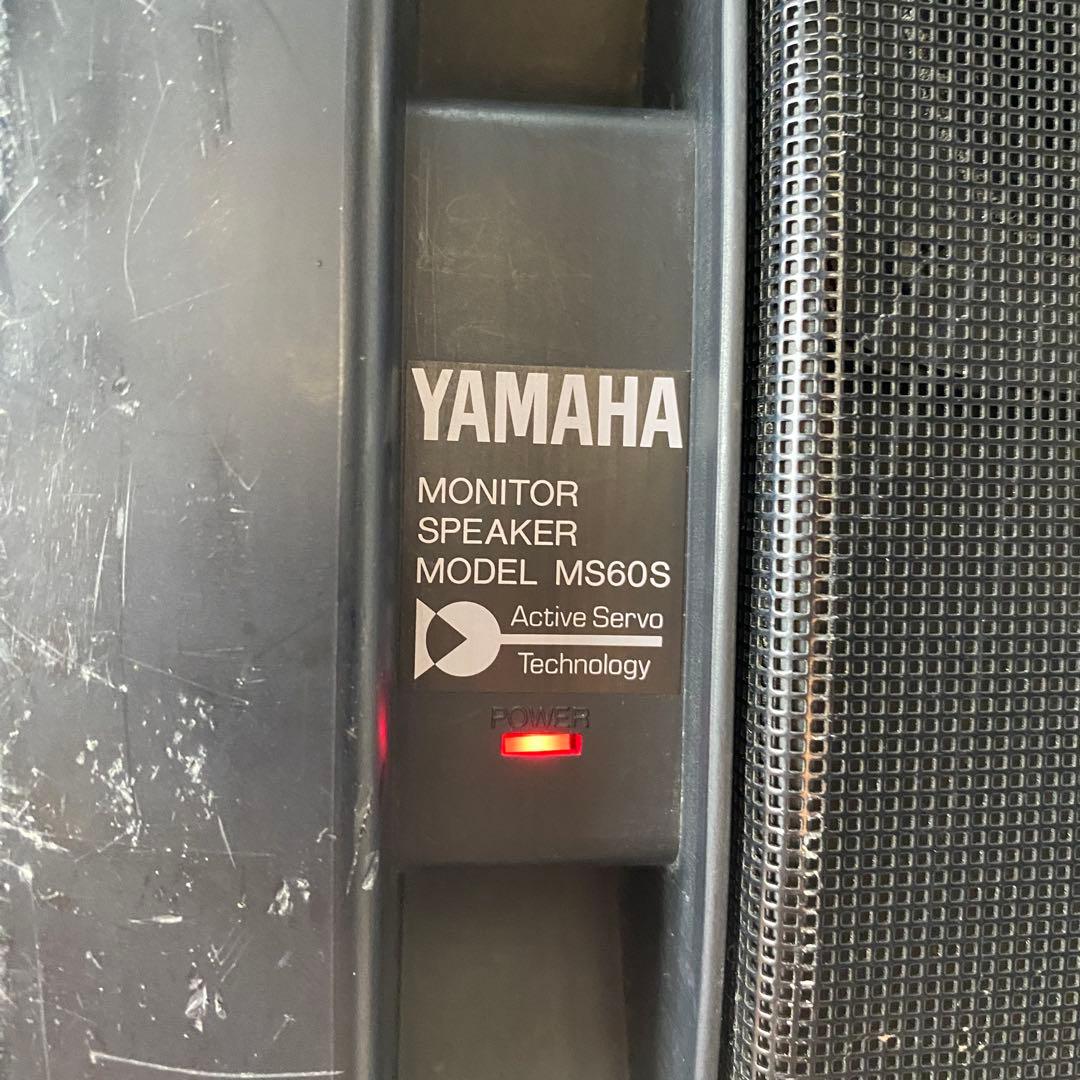 YAMAHA
MONITOR
SPEAKER
MODEL MS60S
Active Servo
Technology
POWER